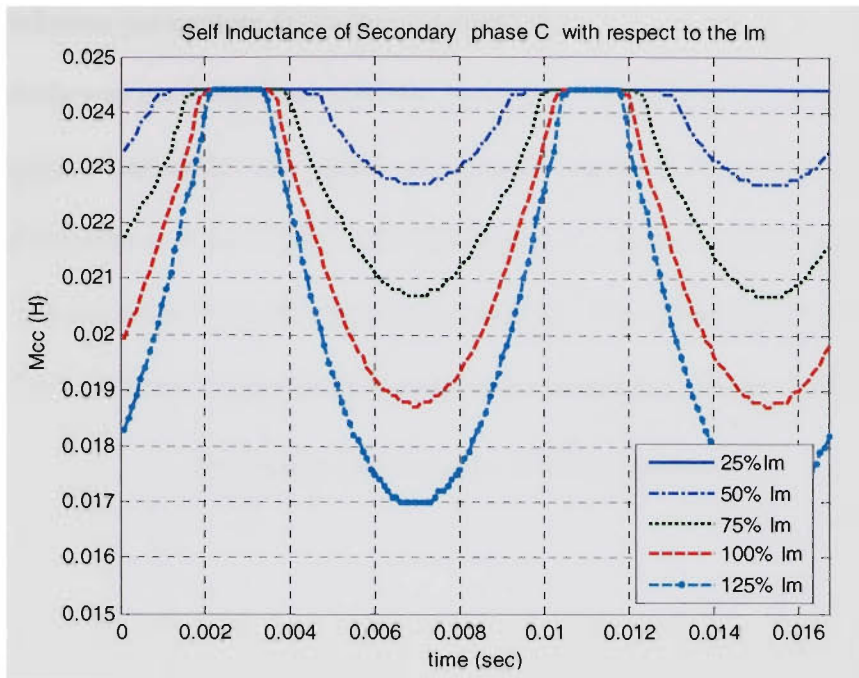 Self Inductance of Secondary phase C with respect to the Im
Mcc (H)
0.025
0.024
0.023
0.022
0.021
0.02
0.019
0.018
0.017
0.016
0.015
0
0.002
0.004
0.006
0.008
0.01
0.012
0.014
0.016
time (sec)
25%Im
50% Im
75% Im
100% Im
125% Im